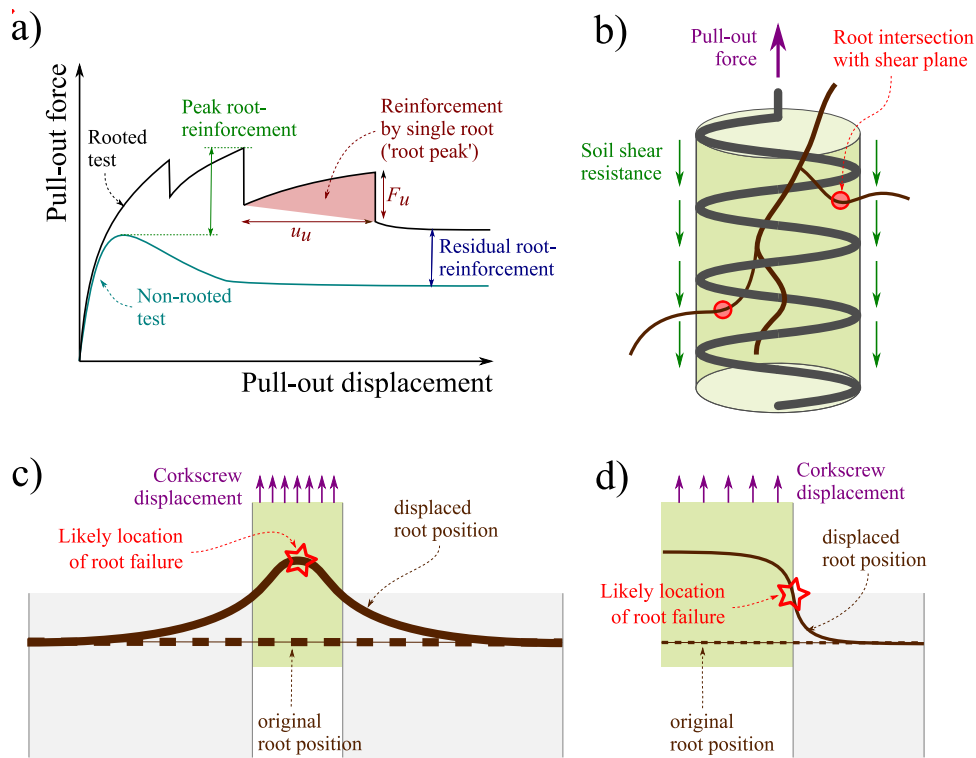 a)
Pull-out force
Rooted
test
Peak root-
reinforcement
Reinforcement
by single root
('root peak')
Fu
uu
Residual root-
reinforcement
Non-rooted
test
Pull-out displacement
b)
Pull-out
force
Root intersection
with shear plane
Soil shear
resistance
c)
Corkscrew
displacement
Likely location
of root failure
displaced
root position
original
root position
d)
Corkscrew
displacement
displaced
root position
Likely location
of root failure
original
root position